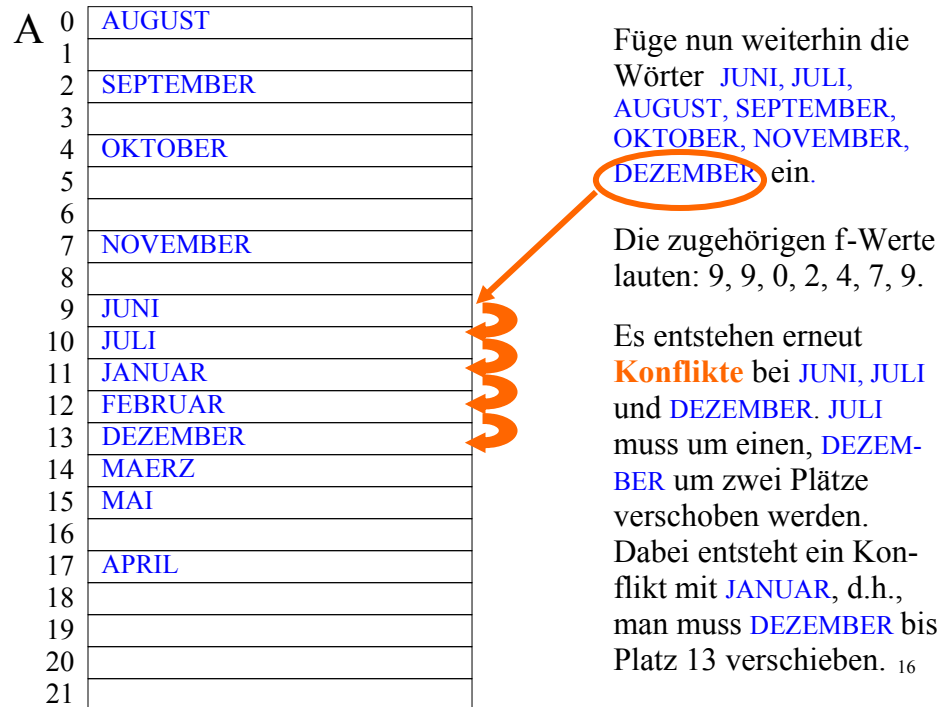 A
0 AUGUST
1
2 SEPTEMBER
3
4 OKTOBER
5
6
7 NOVEMBER
8
9 JUNI
10 JULI
11 JANUAR
12 FEBRUAR
13 DEZEMBER
14 MAERZ
15 MAI
16
17 APRIL
18
19
20
21
Füge nun weiterhin die
Wörter JUNI, JULI,
AUGUST, SEPTEMBER,
OKTOBER, NOVEMBER,
DEZEMBER ein.
Die zugehörigen f-Werte
lauten: 9, 9, 0, 2, 4, 7, 9.
Es entstehen erneut
Konflikte bei JUNI, JULI
und DEZEMBER. JULI
muss um einen, DEZEM-
BER um zwei Plätze
verschoben werden.
Dabei entsteht ein Kon-
flikt mit JANUAR, d.h.,
man muss DEZEMBER bis
Platz 13 verschieben. 16